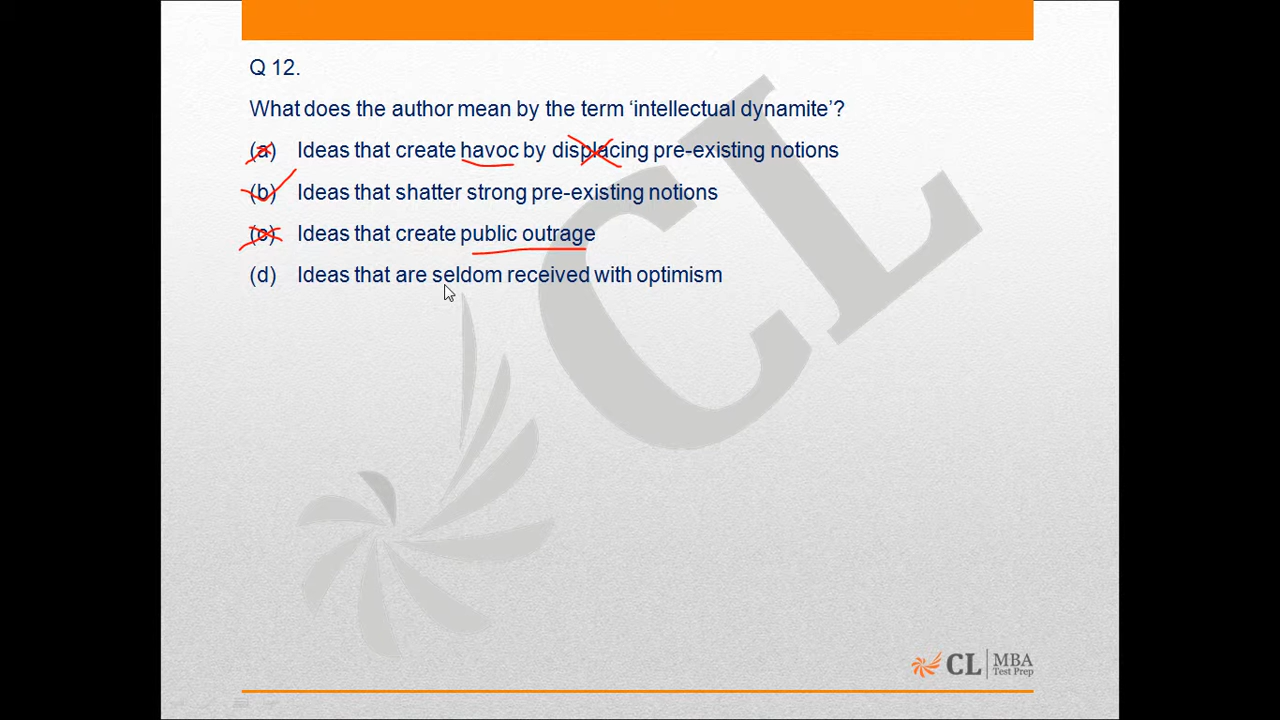 Q 12.
What does the author mean by the term ‘intellectual dynamite’?
(a) Ideas that create havoc by displacing pre-existing notions
(b) Ideas that shatter strong pre-existing notions
(c) Ideas that create public outrage
(d) Ideas that are seldom received with optimism
CL
CL MBA
Test Prep